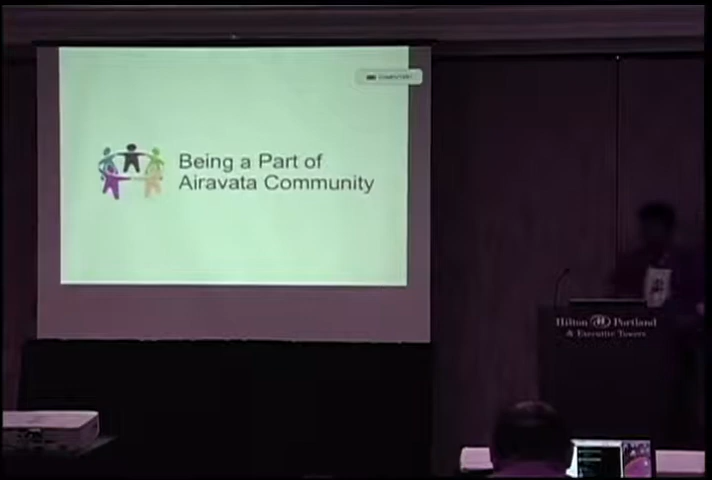 Being a Part of
Airavata Community
Hilton Portland
& Executive Towers